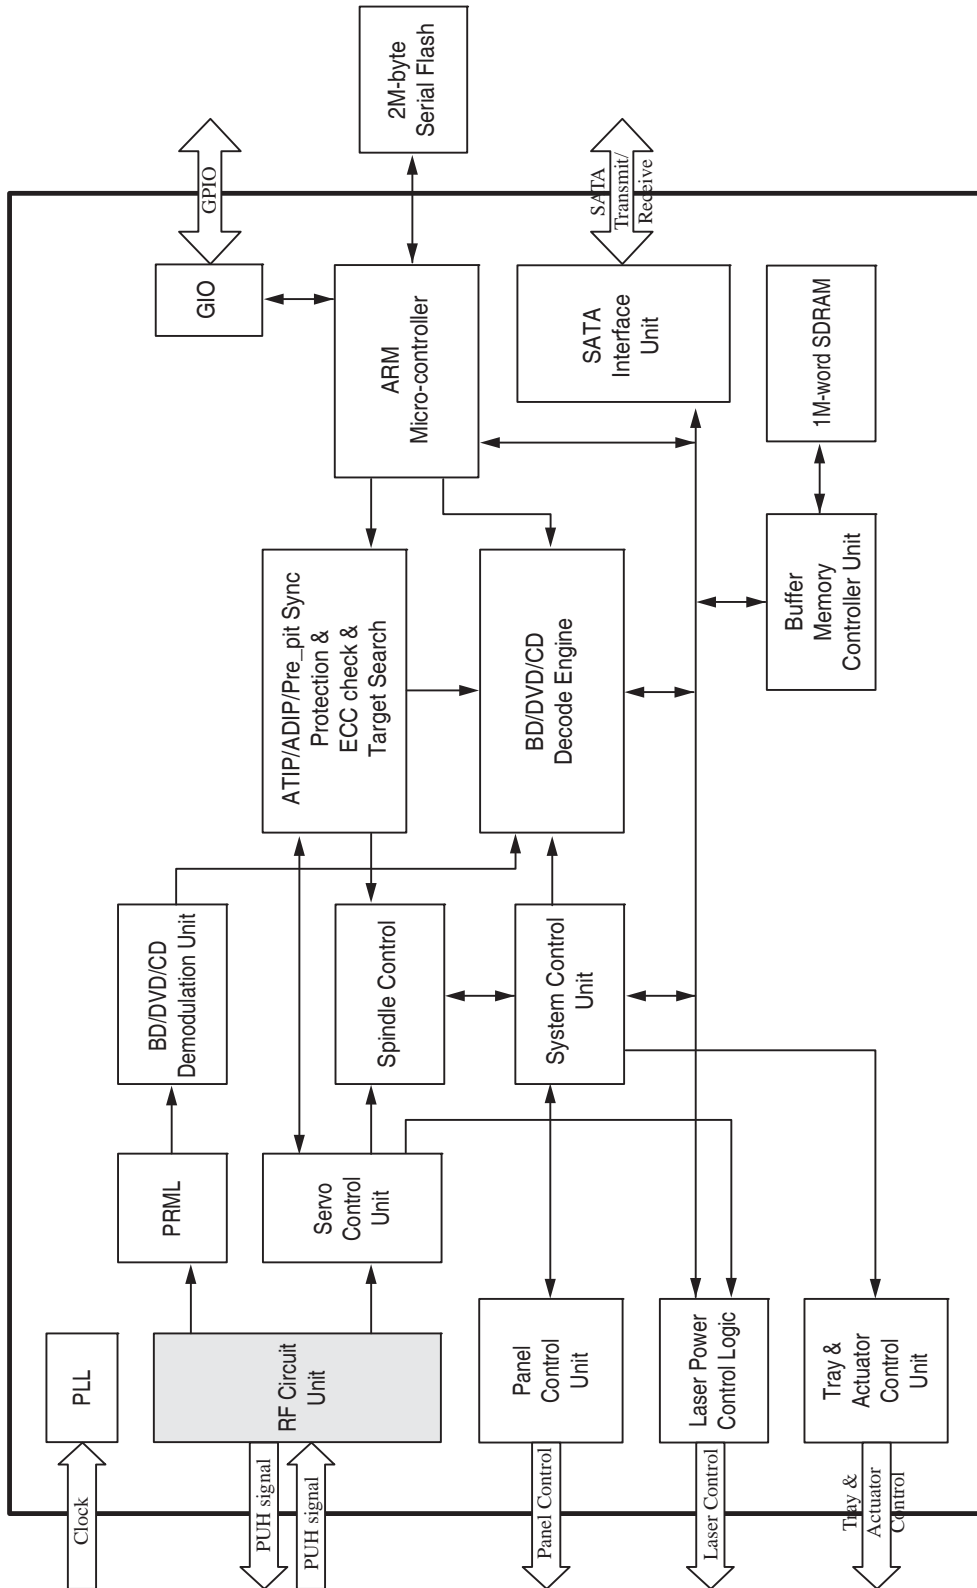 Clock
PLL
PUH signal
PUH signal
RF Circuit
Unit
PRML
BD/DVD/CD
Demodulation Unit
Servo
Control
Unit
Spindle Control
ATIP/ADIP/Pre_pit Sync
Protection &
ECC check &
Target Search
GIO
GPIO
ARM
Micro-controller
2M-byte
Serial Flash
Panel Control
Panel
Control
Unit
System Control
Unit
BD/DVD/CD
Decode Engine
SATA
Interface
Unit
SATA
Transmit/
Receive
Laser Control
Laser Power
Control Logic
Tray &
Actuator
Control
Tray &
Actuator
Control
Unit
Buffer
Memory
Controller Unit
1M-word SDRAM